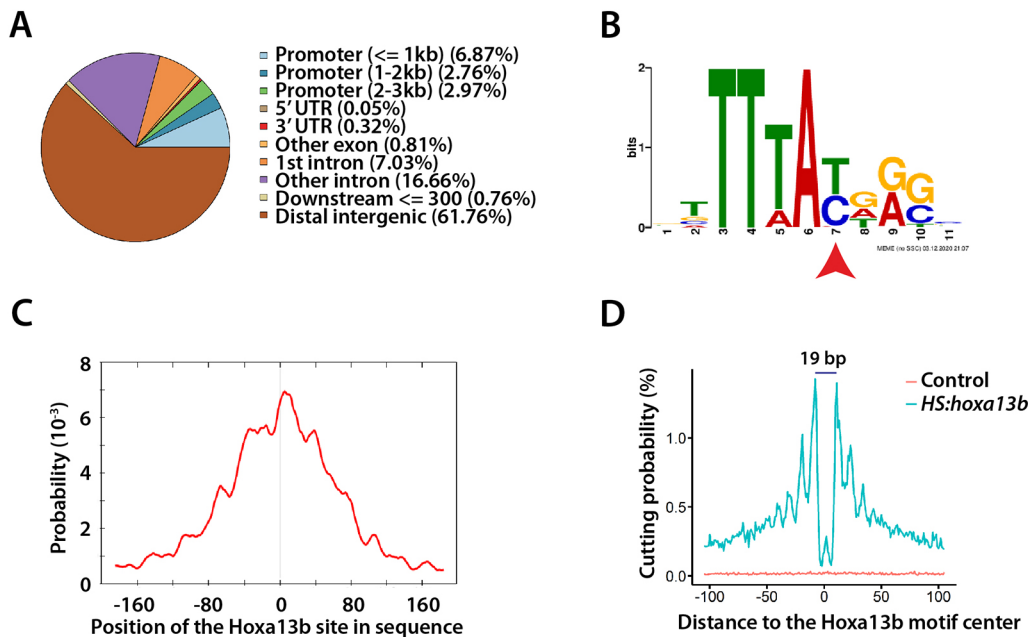 A
Promoter (<= 1kb) (6.87%)
Promoter (1-2kb) (2.76%)
Promoter (2-3kb) (2.97%)
5′ UTR (0.05%)
3′ UTR (0.32%)
Other exon (0.81%)
1st intron (7.03%)
Other intron (16.66%)
Downstream <= 300 (0.76%)
Distal intergenic (61.76%)
B
2
bits
1
0
T
T T T A A T C G A T G A G C
1 2 3 4 5 6 7 8 9 10 11
MEME (no SSC) 03.12.2020 21:07
C
Probability (10⁻³)
8
6
4
2
0
-160 -80 0 80 160
Position of the Hoxa13b site in sequence
D
19 bp
Control
HS:hoxa13b
Cutting probability (%)
1.0
0.5
0.0
-100 -50 0 50 100
Distance to the Hoxa13b motif center